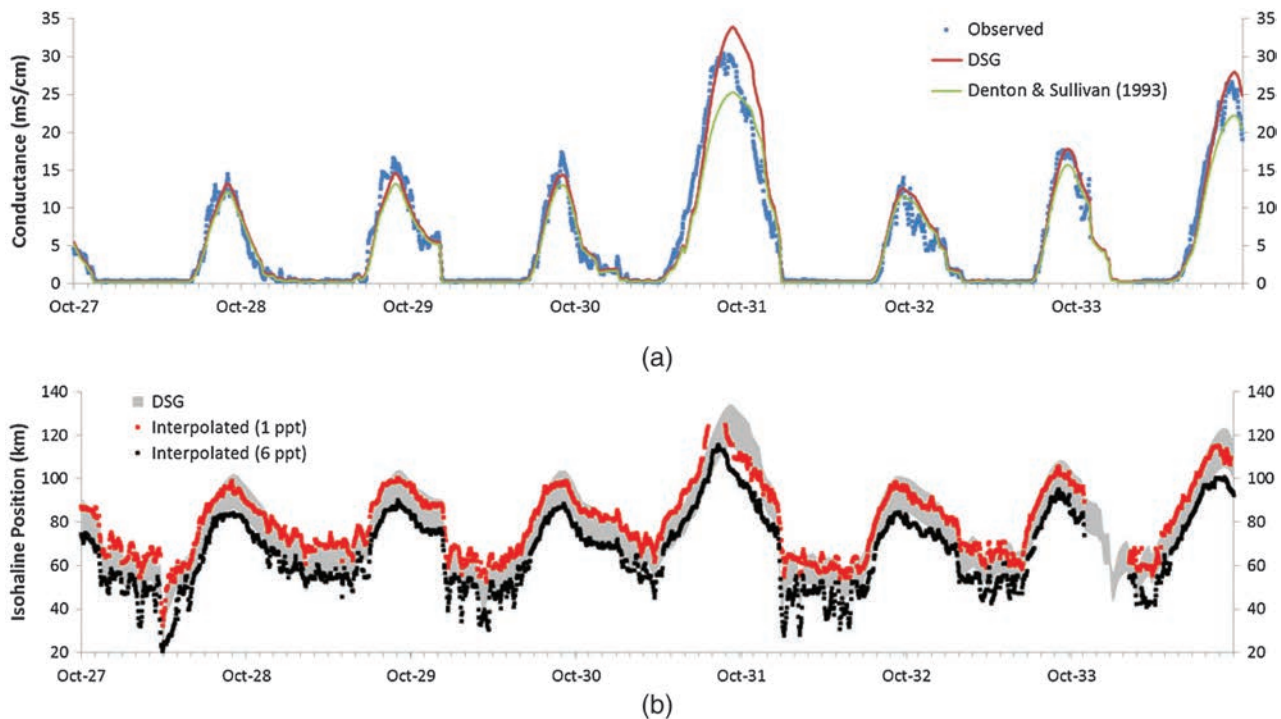 35
30
25
20
15
10
5
0
Conductance (mS/cm)
Observed
DSG
Denton & Sullivan (1993)
35
30
25
20
15
10
5
0
Oct-27 Oct-28 Oct-29 Oct-30 Oct-31 Oct-32 Oct-33
(a)
140
120
100
80
60
40
20
Isohaline Position (km)
DSG
Interpolated (1 ppt)
Interpolated (6 ppt)
140
120
100
80
60
40
20
Oct-27 Oct-28 Oct-29 Oct-30 Oct-31 Oct-32 Oct-33
(b)